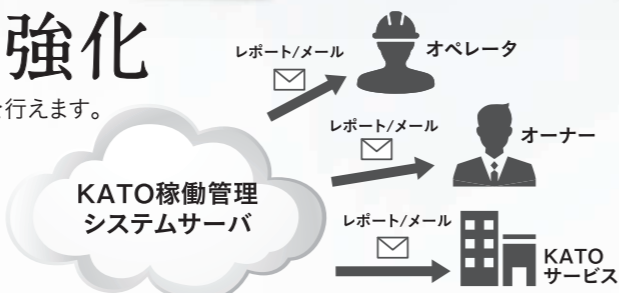 強化
を行えます。
レポート/メール
オペレータ
レポート/メール
オーナー
KATO稼働管理
システムサーバ
レポート/メール
KATO
サービス